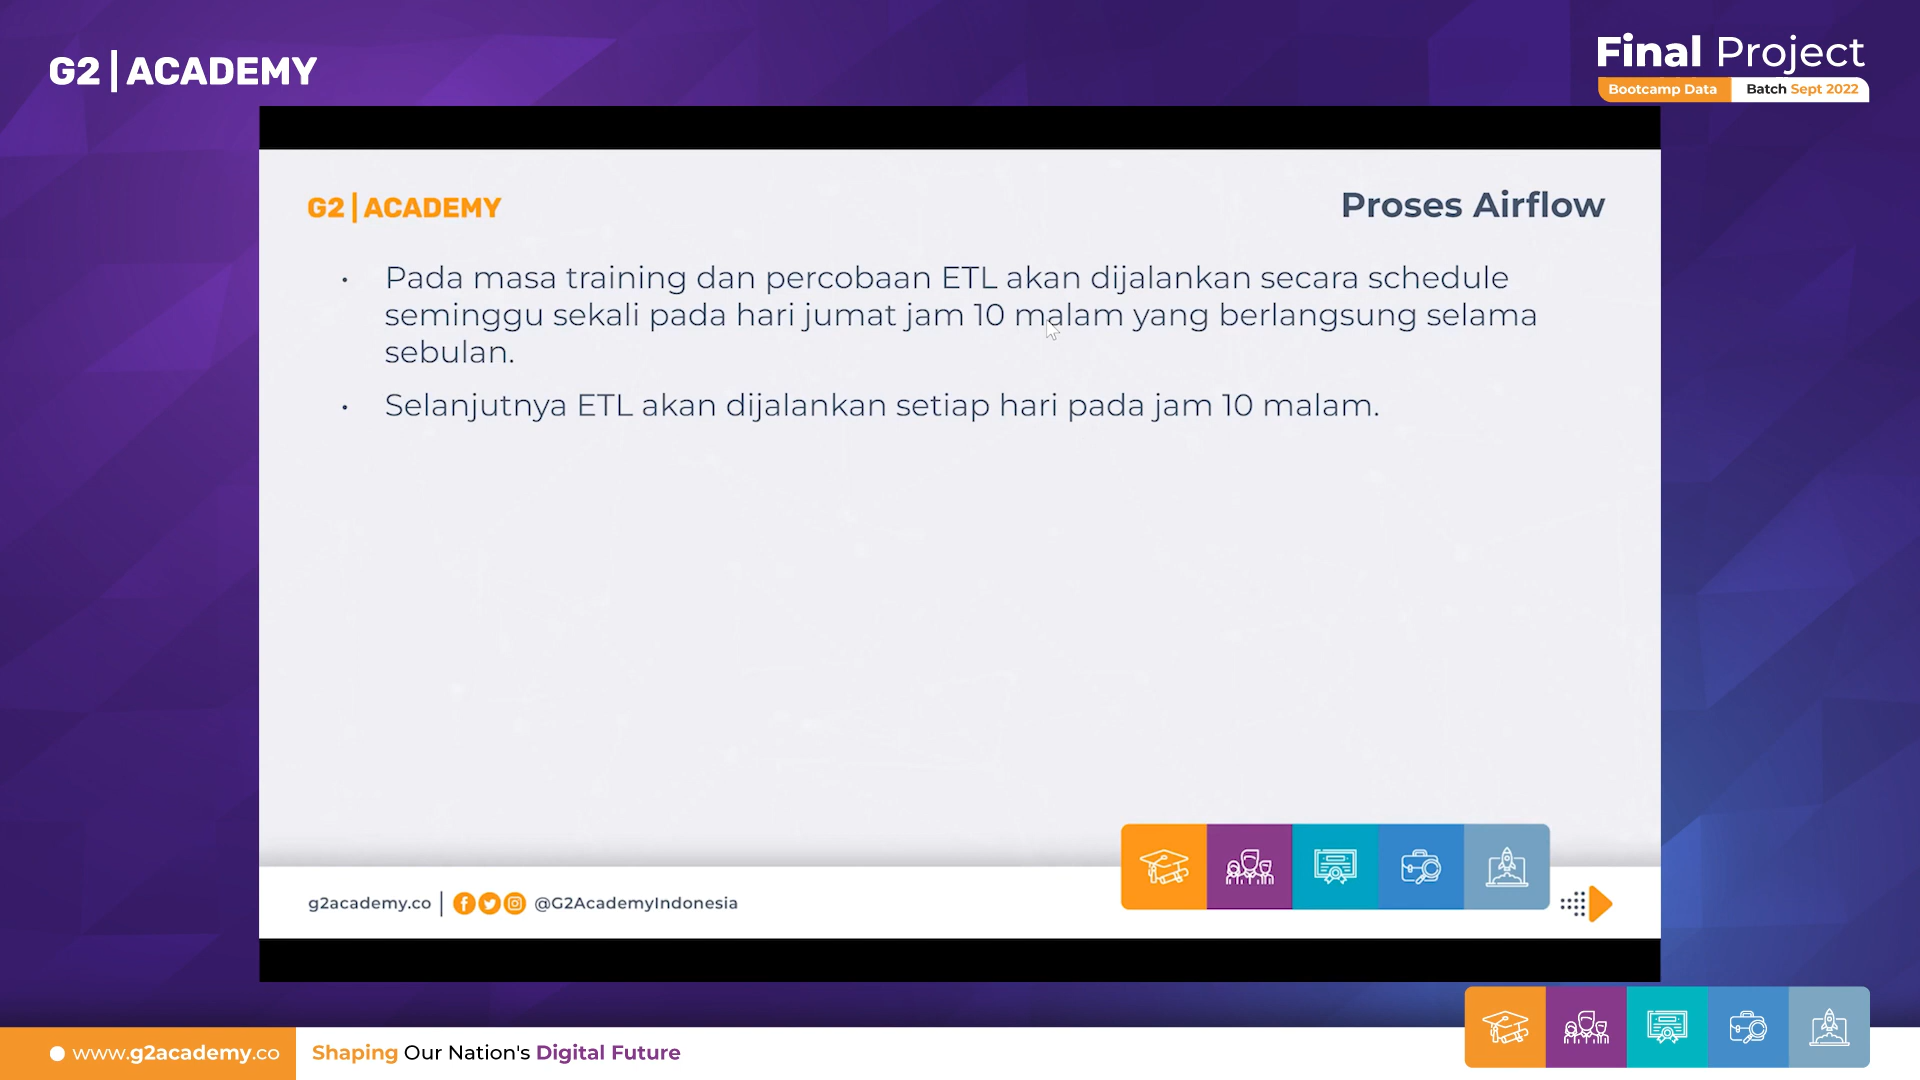 G2 | ACADEMY
Final Project
Bootcamp Data Batch Sept 2022
G2 | ACADEMY
Proses Airflow
• Pada masa training dan percobaan ETL akan dijalankan secara schedule
seminggu sekali pada hari jumat jam 10 malam yang berlangsung selama
sebulan.
• Selanjutnya ETL akan dijalankan setiap hari pada jam 10 malam.
g2academy.co | @G2AcademyIndonesia
www.g2academy.co Shaping Our Nation's Digital Future